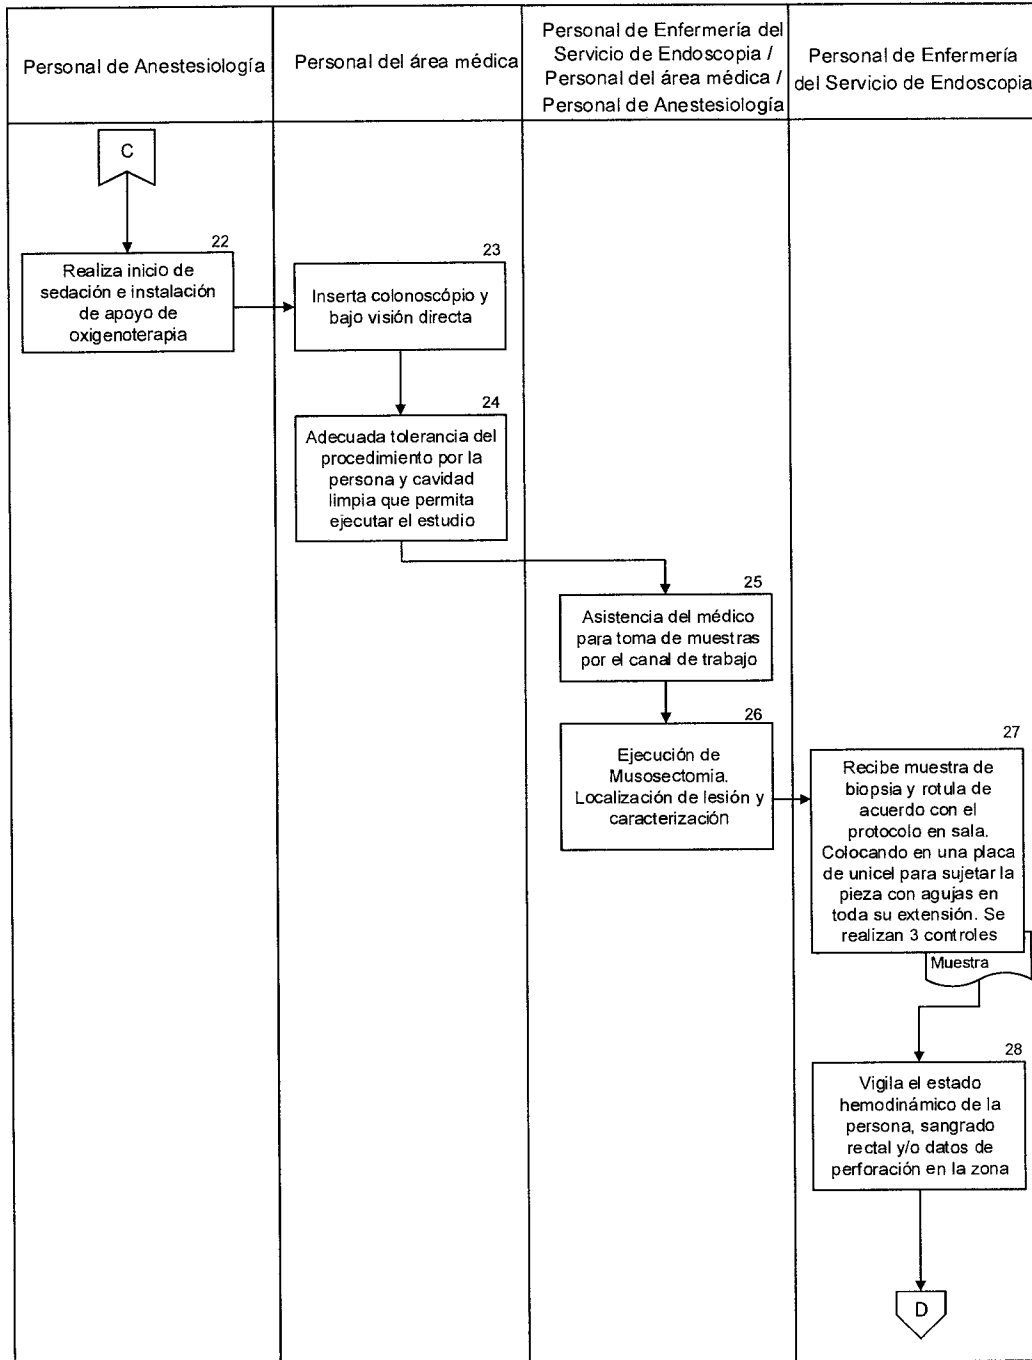 Personal de Anestesiología
Personal del área médica
Personal de Enfermería del
Servicio de Endoscopia /
Personal del área médica /
Personal de Anestesiología
Personal de Enfermería
del Servicio de Endoscopia
C
22
Realiza inicio de
sedación e instalación
de apoyo de
oxigenoterapia
23
Inserta colonoscópio y
bajo visión directa
24
Adecuada tolerancia del
procedimiento por la
persona y cavidad
limpia que permita
ejecutar el estudio
25
Asistencia del médico
para toma de muestras
por el canal de trabajo
26
Ejecución de
Musosectomia.
Localización de lesión y
caracterización
27
Recibe muestra de
biopsia y rotula de
acuerdo con el
protocolo en sala.
Colocando en una placa
de unicel para sujetar la
pieza con agujas en
toda su extensión. Se
realizan 3 controles
Muestra
28
Vigila el estado
hemodinámico de la
persona, sangrado
rectal y/o datos de
perforación en la zona
D